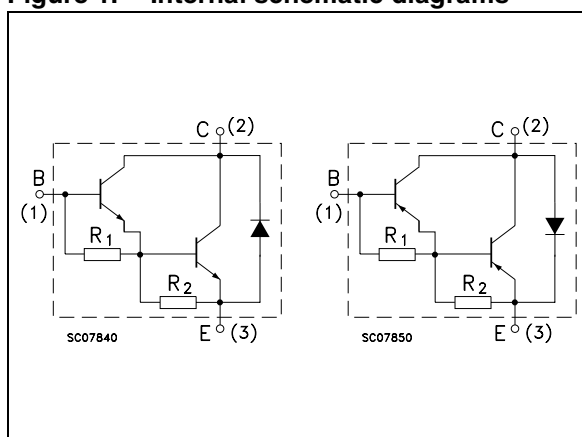 Figure 1. Internal schematic diagrams
C (2)
B
(1)
R1
R2
SC07840
E (3)
C (2)
B
(1)
R1
R2
SC07850
E (3)